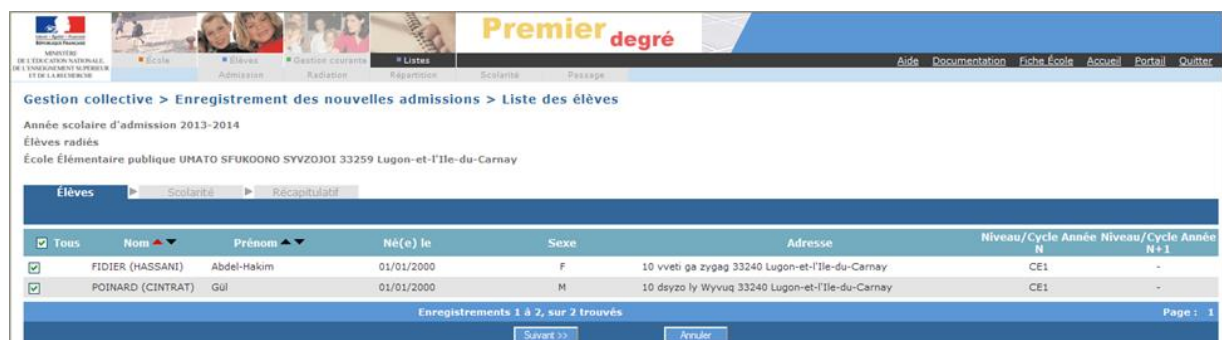 Liberté • Égalité • Fraternité
RÉPUBLIQUE FRANÇAISE
MINISTÈRE
DE L'ÉDUCATION NATIONALE,
DE L'ENSEIGNEMENT SUPÉRIEUR
ET DE LA RECHERCHE
Premier degré
École Élèves Gestion courante Listes
Admission Radiation Répartition Scolarité Passage
Aide Documentation Fiche École Accueil Portail Quitter
Gestion collective > Enregistrement des nouvelles admissions > Liste des élèves
Année scolaire d'admission 2013-2014
Élèves radiés
École Élémentaire publique UMATO SFUKOONO SYVZOJOI 33259 Lugon-et-l'Ile-du-Carnay
Élèves Scolarité Récapitulatif
Tous Nom Prénom Né(e) le Sexe Adresse Niveau/Cycle Année N Niveau/Cycle Année N+1
FIDIER (HASSANI) Abdel-Hakim 01/01/2000 F 10 vveti ga zygag 33240 Lugon-et-l'Ile-du-Carnay CE1 -
POINARD (CINTRAT) Gül 01/01/2000 M 10 dsyzo ly Wyvuq 33240 Lugon-et-l'Ile-du-Carnay CE1 -
Enregistrements 1 à 2, sur 2 trouvés Page : 1
Suivant >> Annuler